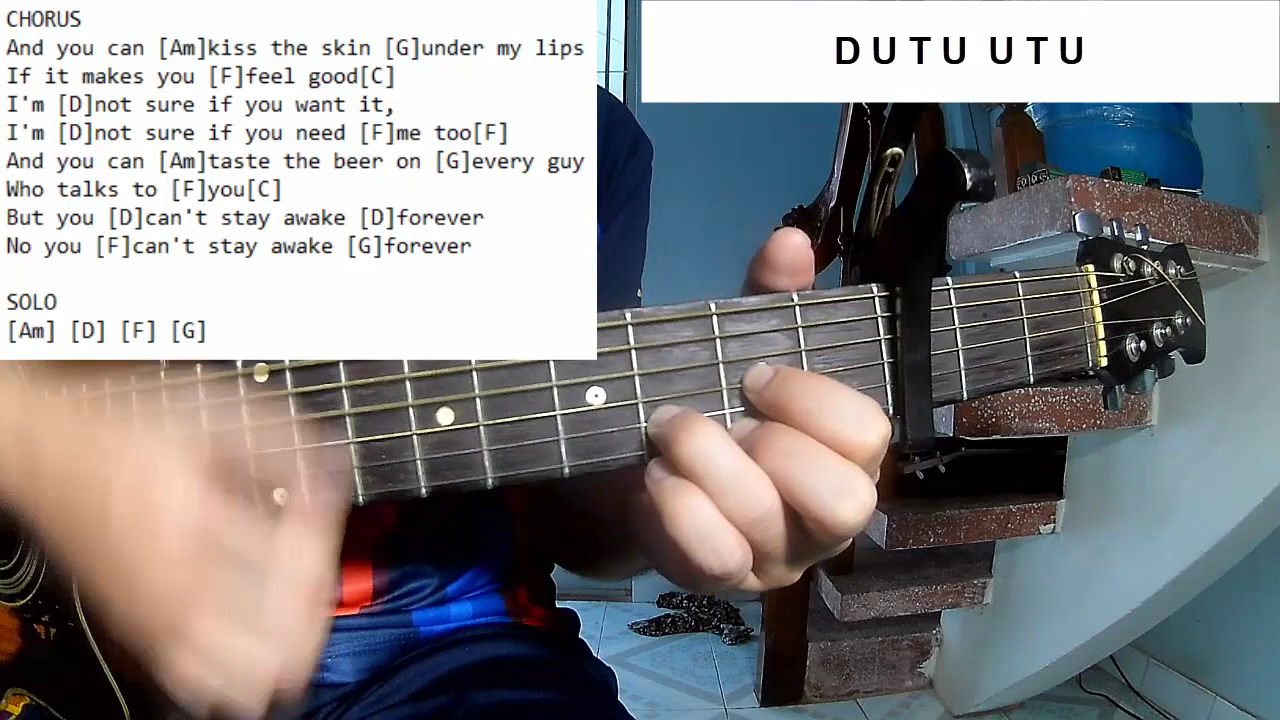 CHORUS
And you can [Am]kiss the skin [G]under my lips
If it makes you [F]feel good[C]
I'm [D]not sure if you want it,
I'm [D]not sure if you need [F]me too[F]
And you can [Am]taste the beer on [G]every guy
Who talks to [F]you[C]
But you [D]can't stay awake [D]forever
No you [F]can't stay awake [G]forever
SOLO
[Am] [D] [F] [G]
D U T U U T U